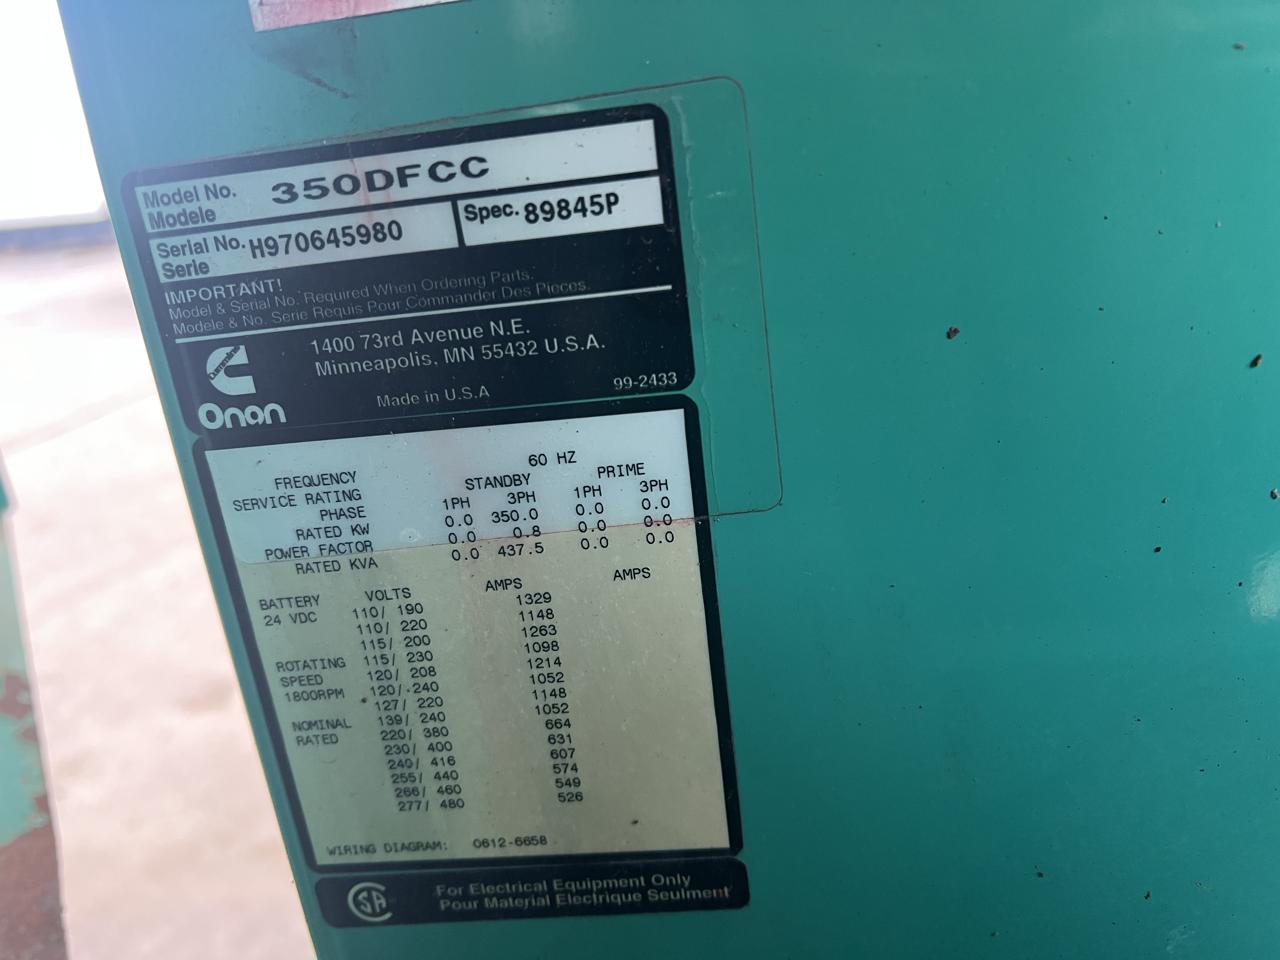 Model No. 350DFCC
Modele
Serial No. H970645980 Spec. 89845P
Serie
IMPORTANT!
Model & Serial No. Required When Ordering Parts.
Modele & No. Serie Requis Pour Commander Des Pieces.
Cummins
Onan
1400 73rd Avenue N.E.
Minneapolis, MN 55432 U.S.A.
Made in U.S.A 99-2433
FREQUENCY 60 HZ
SERVICE RATING STANDBY PRIME
PHASE 1PH 3PH 1PH 3PH
RATED KW 0.0 350.0 0.0 0.0
POWER FACTOR 0.0 0.8 0.0 0.0
RATED KVA 0.0 437.5 0.0 0.0
BATTERY VOLTS AMPS AMPS
24 VDC 110/ 190 1329
110/ 220 1148
115/ 200 1263
ROTATING 115/ 230 1098
SPEED 120/ 208 1214
1800RPM 120/ 240 1052
127/ 220 1148
NOMINAL 139/ 240 1052
RATED 220/ 380 664
230/ 400 631
240/ 416 607
255/ 440 574
266/ 460 549
277/ 480 526
WIRING DIAGRAM: 0612-6658
SA
For Electrical Equipment Only
Pour Material Electrique Seulment